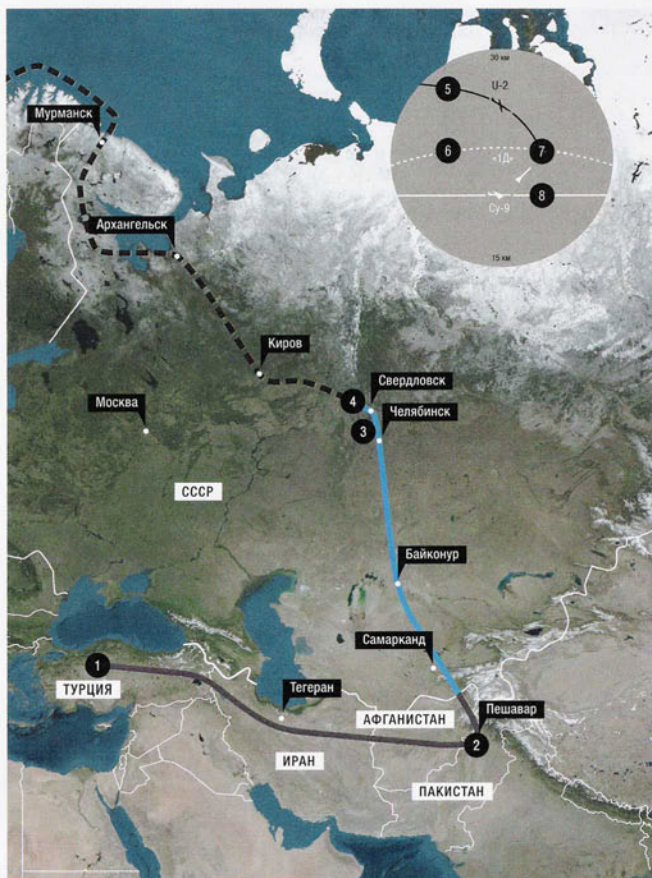 30 км
5
U-2
Мурманск
6
«1Д»
7
8
Су-9
Архангельск
15 км
Киров
Свердловск
4
Москва
Челябинск
3
СССР
Байконур
Самарканд
1
ТУРЦИЯ
Тегеран
Пешавар
АФГАНИСТАН
2
ИРАН
ПАКИСТАН